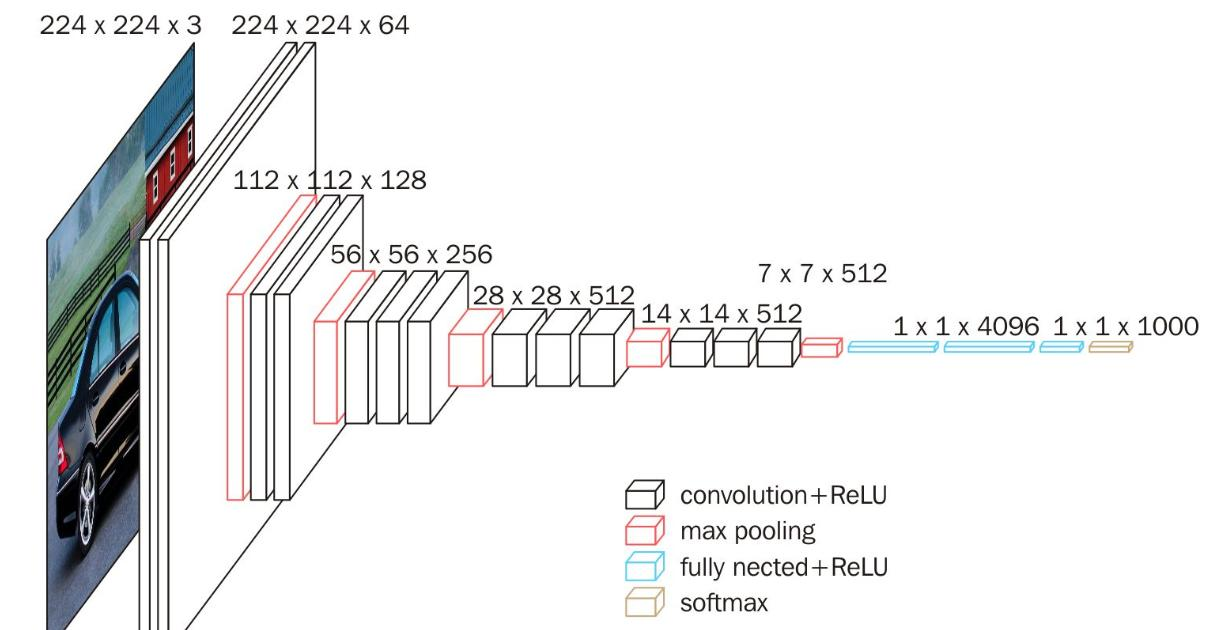 224 x 224 x 3
224 x 224 x 64
112 x 112 x 128
56 x 56 x 256
28 x 28 x 512
14 x 14 x 512
7 x 7 x 512
1 x 1 x 4096
1 x 1 x 1000
convolution+ReLU
max pooling
fully nected+ReLU
softmax